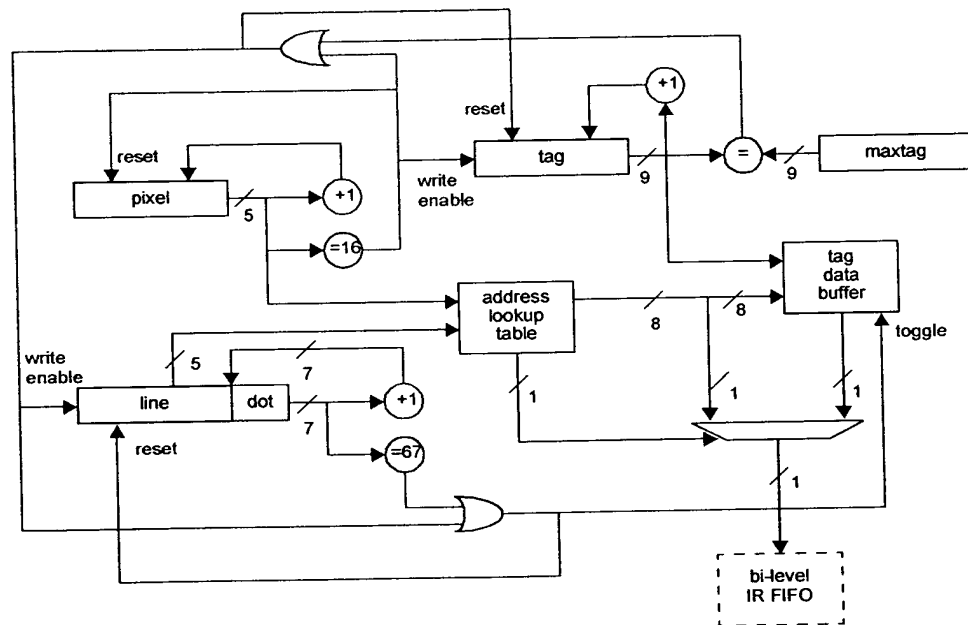 reset
+1
tag
=
maxtag
9
9
write
enable
reset
pixel
5
+1
=16
address
lookup
table
8
8
tag
data
buffer
toggle
5
7
write
enable
line
dot
7
+1
1
1
1
reset
=67
1
bi-level
IR FIFO